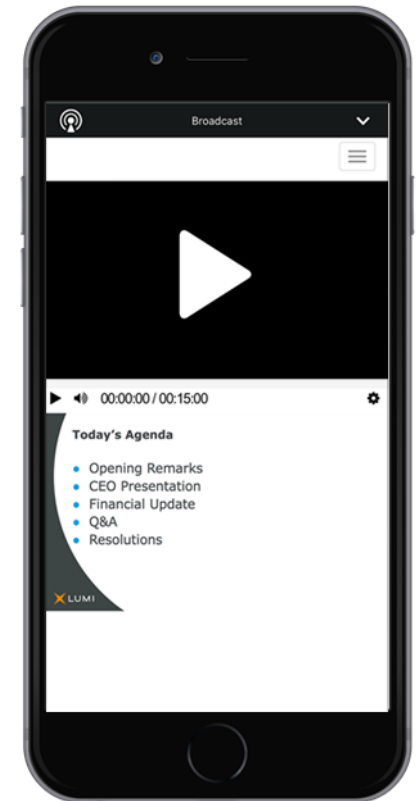 Broadcast
00:00:00 / 00:15:00
Today's Agenda
Opening Remarks
CEO Presentation
Financial Update
Q&A
Resolutions
LUMI